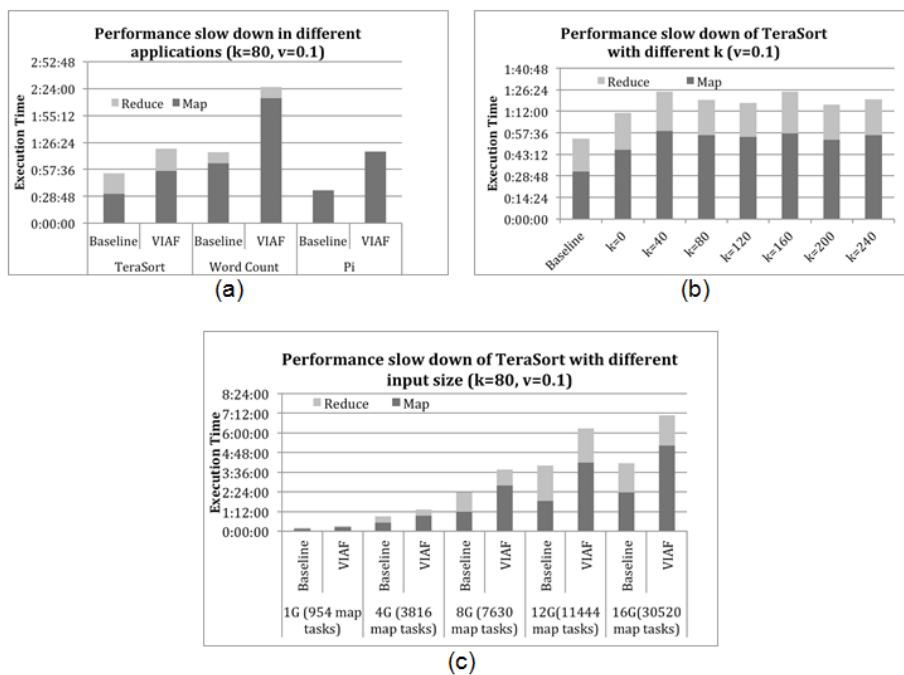 Performance slow down in different
applications (k=80, v=0.1)
2:52:48
2:24:00
1:55:12
1:26:24
0:57:36
0:28:48
0:00:00
Execution Time
Reduce Map
Baseline VIAF Baseline VIAF Baseline VIAF
TeraSort Word Count Pi
(a)
Performance slow down of TeraSort
with different k (v=0.1)
1:40:48
1:26:24
1:12:00
0:57:36
0:43:12
0:28:48
0:14:24
0:00:00
Execution Time
Reduce Map
Baseline k=0 k=40 k=80 k=120 k=160 k=200 k=240
(b)
Performance slow down of TeraSort with different
input size (k=80, v=0.1)
8:24:00
7:12:00
6:00:00
4:48:00
3:36:00
2:24:00
1:12:00
0:00:00
Execution Time
Reduce Map
Baseline VIAF Baseline VIAF Baseline VIAF Baseline VIAF Baseline VIAF
1G (954 map 4G (3816 8G (7630 12G(11444 16G(30520
tasks) map tasks) map tasks) map tasks) map tasks)
(c)